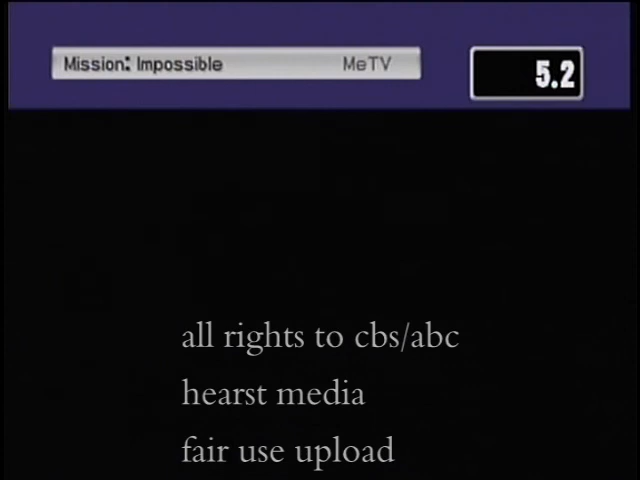 Mission: Impossible MeTV 5.2
all rights to cbs/abc
hearst media
fair use upload